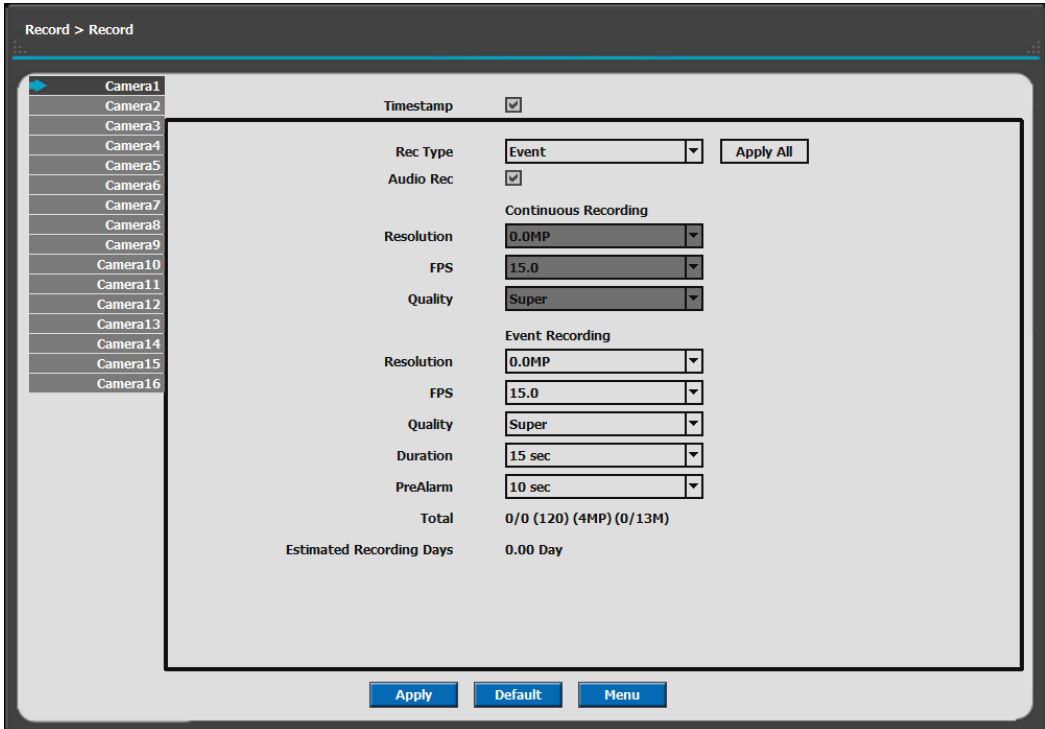 Record > Record
Camera1
Camera2
Camera3
Camera4
Camera5
Camera6
Camera7
Camera8
Camera9
Camera10
Camera11
Camera12
Camera13
Camera14
Camera15
Camera16
Timestamp
Rec Type Event Apply All
Audio Rec
Continuous Recording
Resolution 0.0MP
FPS 15.0
Quality Super
Event Recording
Resolution 0.0MP
FPS 15.0
Quality Super
Duration 15 sec
PreAlarm 10 sec
Total 0/0 (120) (4MP) (0/13M)
Estimated Recording Days 0.00 Day
Apply Default Menu